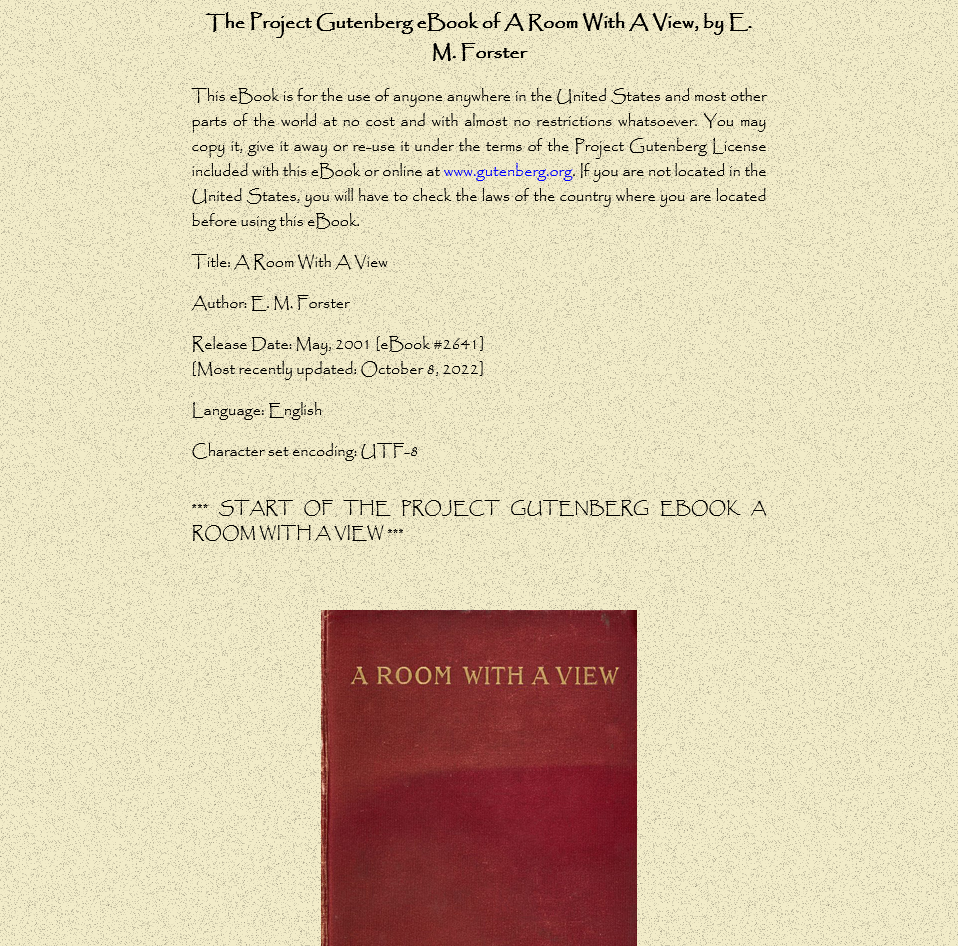 The Project Gutenberg eBook of A Room With A View, by E.
M. Forster
This eBook is for the use of anyone anywhere in the United States and most other
parts of the world at no cost and with almost no restrictions whatsoever. You may
copy it, give it away or re-use it under the terms of the Project Gutenberg License
included with this eBook or online at www.gutenberg.org. If you are not located in the
United States, you will have to check the laws of the country where you are located
before using this eBook.
Title: A Room With A View
Author: E. M. Forster
Release Date: May, 2001 [eBook #2641]
[Most recently updated: October 8, 2022]
Language: English
Character set encoding: UTF-8
*** START OF THE PROJECT GUTENBERG EBOOK A
ROOM WITH A VIEW ***
A ROOM WITH A VIEW